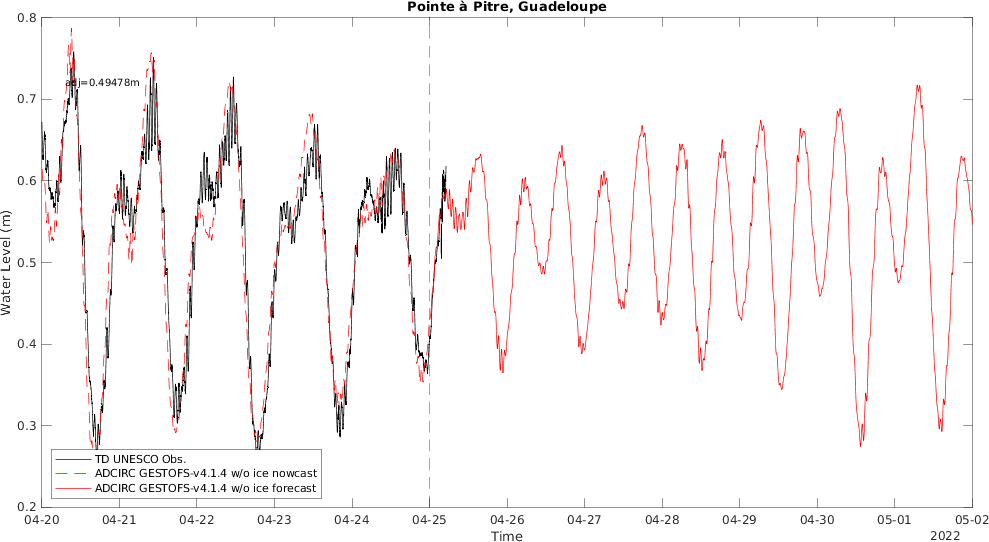 Pointe à Pitre, Guadeloupe
0.8
0.7
0.6
0.5
0.4
0.3
0.2
Water Level (m)
adj=0.49478m
TD UNESCO Obs.
ADCIRC GESTOFS-v4.1.4 w/o ice nowcast
ADCIRC GESTOFS-v4.1.4 w/o ice forecast
04-20 04-21 04-22 04-23 04-24 04-25 04-26 04-27 04-28 04-29 04-30 05-01 05-02
Time
2022